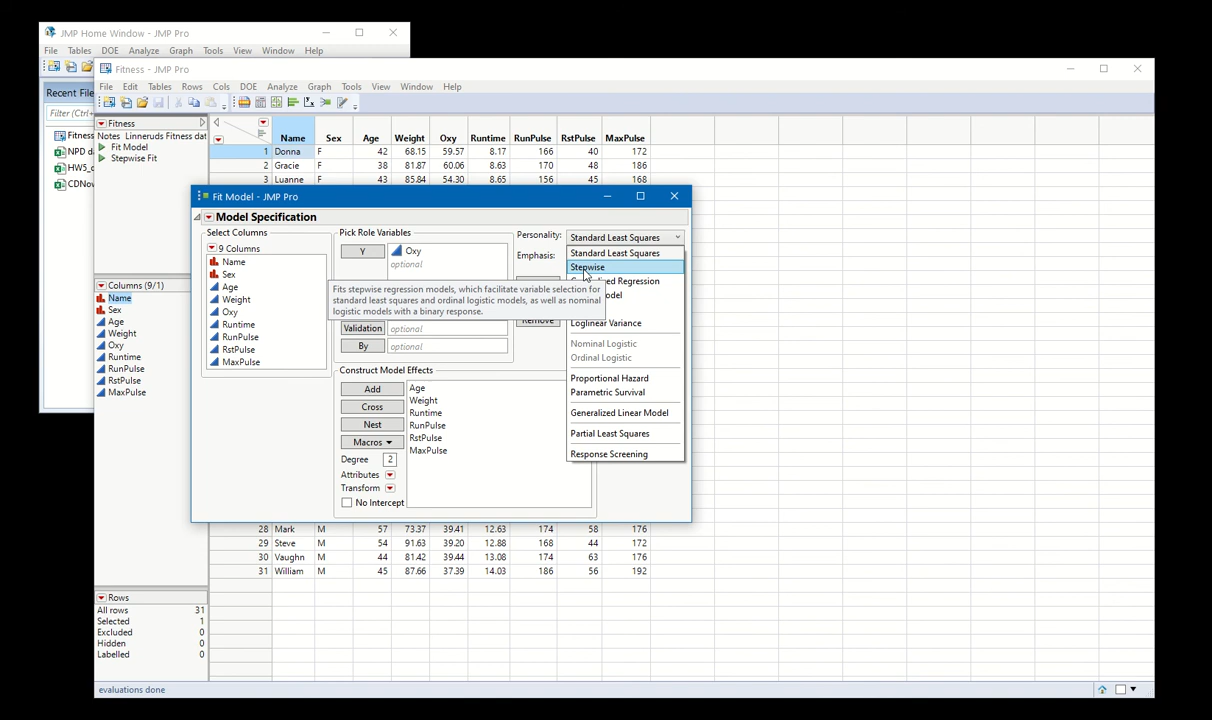 JMP Home Window - JMP Pro
File Tables DOE Analyze Graph Tools View Window Help
Recent File
Filter (Ctrl+
Fitness
NPD d
HW5_c
CDNow
Fitness - JMP Pro
File Edit Tables Rows Cols DOE Analyze Graph Tools View Window Help
Fitness
Notes Linneruds Fitness dat
Fit Model
Stepwise Fit
Columns (9/1)
Name
Sex
Age
Weight
Oxy
Runtime
RunPulse
RstPulse
MaxPulse
Rows
All rows 31
Selected 1
Excluded 0
Hidden 0
Labelled 0
Name Sex Age Weight Oxy Runtime RunPulse RstPulse MaxPulse
1 Donna F 42 68.15 59.57 8.17 166 40 172
2 Gracie F 38 81.87 60.06 8.63 170 48 186
3 Luanne F 43 85.84 54.30 8.65 156 45 168
Fit Model - JMP Pro
Model Specification
Select Columns
9 Columns
Name
Sex
Age
Weight
Oxy
Runtime
RunPulse
RstPulse
MaxPulse
Pick Role Variables
Y Oxy
optional
Validation optional
By optional
Personality: Standard Least Squares
Emphasis:
Remove
Standard Least Squares
Stepwise
Regression
odel
Loglinear Variance
Nominal Logistic
Ordinal Logistic
Proportional Hazard
Parametric Survival
Generalized Linear Model
Partial Least Squares
Response Screening
Fits stepwise regression models, which facilitate variable selection for
standard least squares and ordinal logistic models, as well as nominal
logistic models with a binary response.
Construct Model Effects
Add
Cross
Nest
Macros
Degree 2
Attributes
Transform
No Intercept
Age
Weight
Runtime
RunPulse
RstPulse
MaxPulse
28 Mark M 57 73.37 39.41 12.63 174 58 176
29 Steve M 54 91.63 39.20 12.88 168 44 172
30 Vaughn M 44 81.42 39.44 13.08 174 63 176
31 William M 45 87.66 37.39 14.03 186 56 192
evaluations done